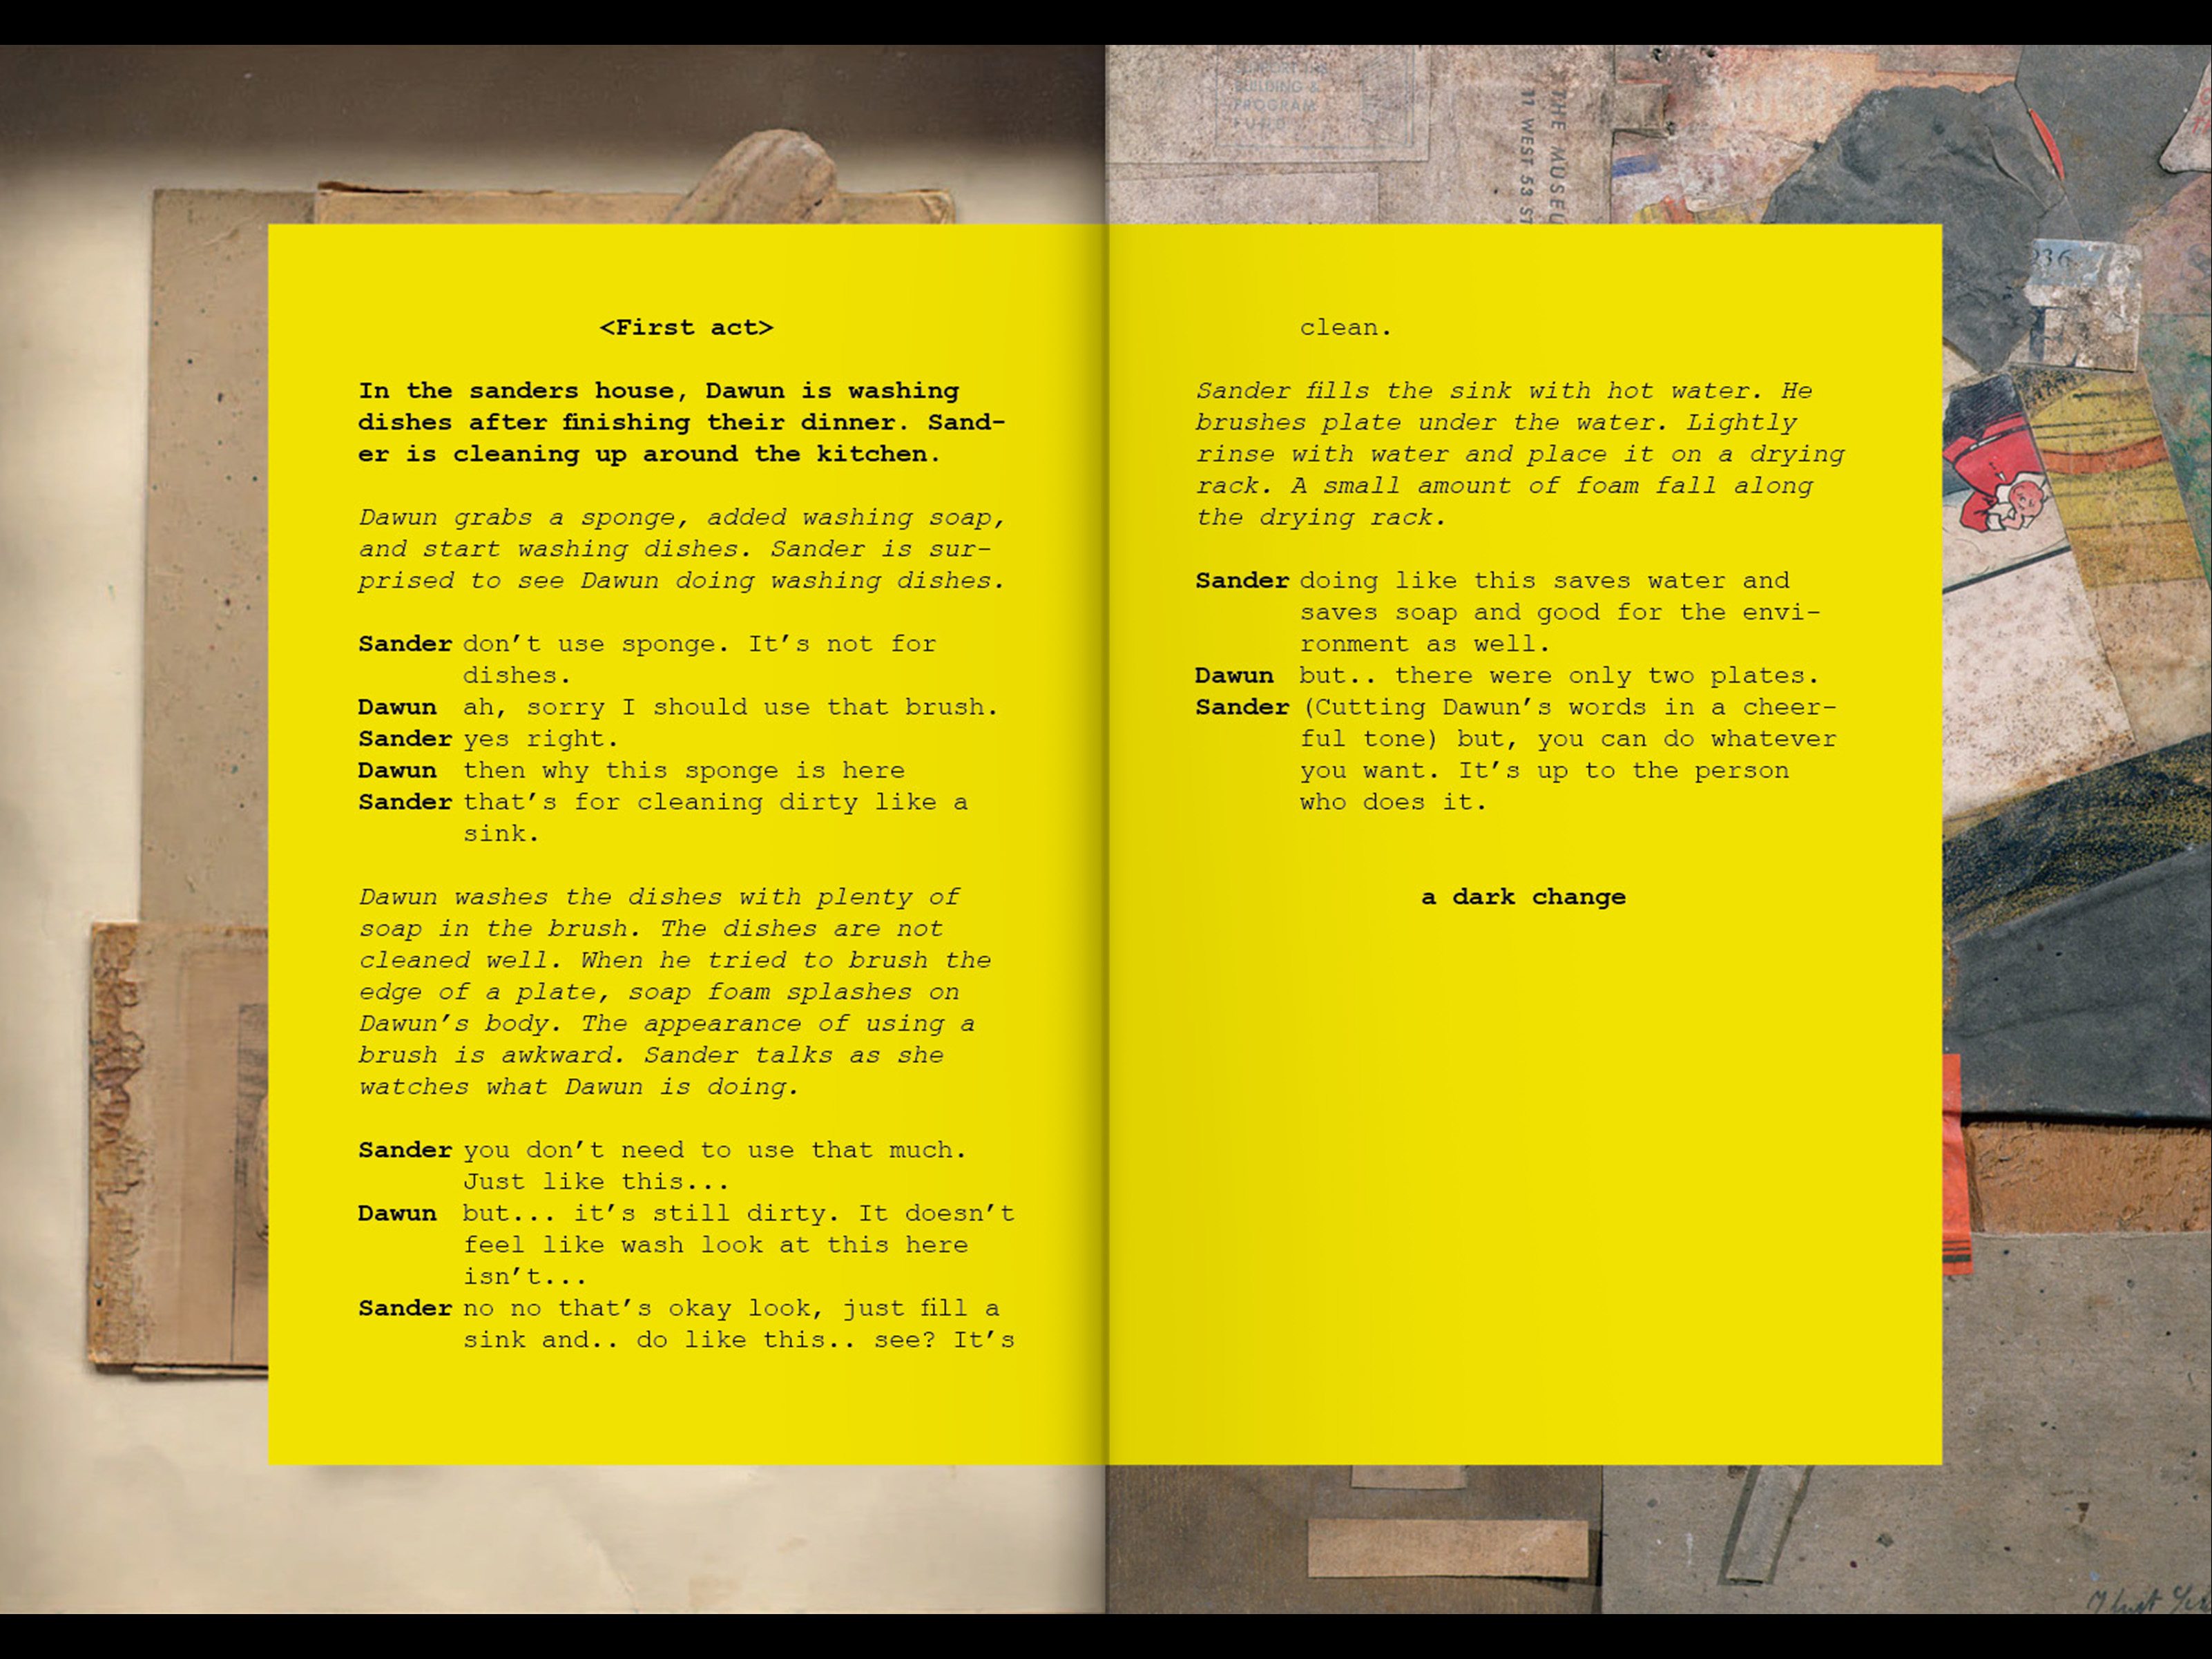 BUILDING &
PROGRAM
FUND
THE MUSEU
11 WEST 53 ST
36
<First act>
In the sanders house, Dawun is washing
dishes after finishing their dinner. Sand-
er is cleaning up around the kitchen.
Dawun grabs a sponge, added washing soap,
and start washing dishes. Sander is sur-
prised to see Dawun doing washing dishes.
Sander don’t use sponge. It’s not for
dishes.
Dawun ah, sorry I should use that brush.
Sander yes right.
Dawun then why this sponge is here
Sander that’s for cleaning dirty like a
sink.
Dawun washes the dishes with plenty of
soap in the brush. The dishes are not
cleaned well. When he tried to brush the
edge of a plate, soap foam splashes on
Dawun’s body. The appearance of using a
brush is awkward. Sander talks as she
watches what Dawun is doing.
Sander you don’t need to use that much.
Just like this...
Dawun but... it’s still dirty. It doesn’t
feel like wash look at this here
isn’t...
Sander no no that’s okay look, just fill a
sink and.. do like this.. see? It’s
clean.
Sander fills the sink with hot water. He
brushes plate under the water. Lightly
rinse with water and place it on a drying
rack. A small amount of foam fall along
the drying rack.
Sander doing like this saves water and
saves soap and good for the envi-
ronment as well.
Dawun but.. there were only two plates.
Sander (Cutting Dawun’s words in a cheer-
ful tone) but, you can do whatever
you want. It’s up to the person
who does it.
a dark change